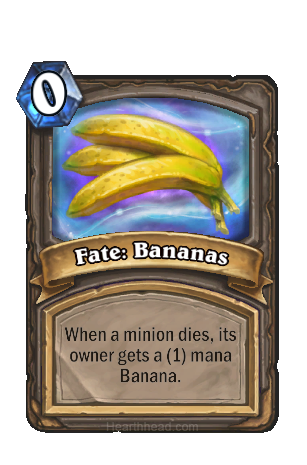 0
Fate: Bananas
When a minion dies, its
owner gets a (1) mana
Banana.
Hearthhead.com